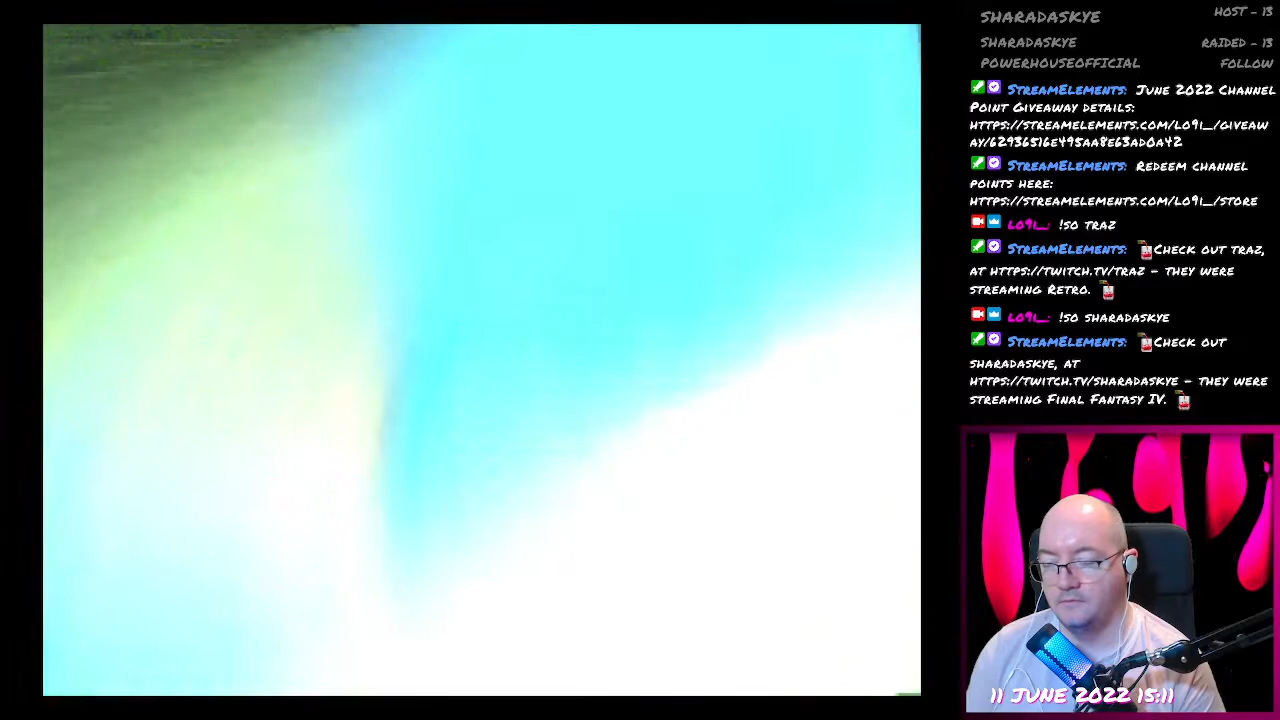 SHARADASKYE HOST - 13
SHARADASKYE RAIDED - 13
POWERHOUSEOFFICIAL FOLLOW
STREAMELEMENTS: JUNE 2022 CHANNEL
POINT GIVEAWAY DETAILS:
HTTPS://STREAMELEMENTS.COM/LO9I_/GIVEAW
AY/62936516E495AA8E63AD0A42
STREAMELEMENTS: REDEEM CHANNEL
POINTS HERE:
HTTPS://STREAMELEMENTS.COM/LO9I_/STORE
LO9I_: !SO TRAZ
STREAMELEMENTS: CHECK OUT TRAZ,
AT HTTPS://TWITCH.TV/TRAZ - THEY WERE
STREAMING RETRO.
LO9I_: !SO SHARADASKYE
STREAMELEMENTS: CHECK OUT
SHARADASKYE, AT
HTTPS://TWITCH.TV/SHARADASKYE - THEY WERE
STREAMING FINAL FANTASY IV.
11 JUNE 2022 15:11